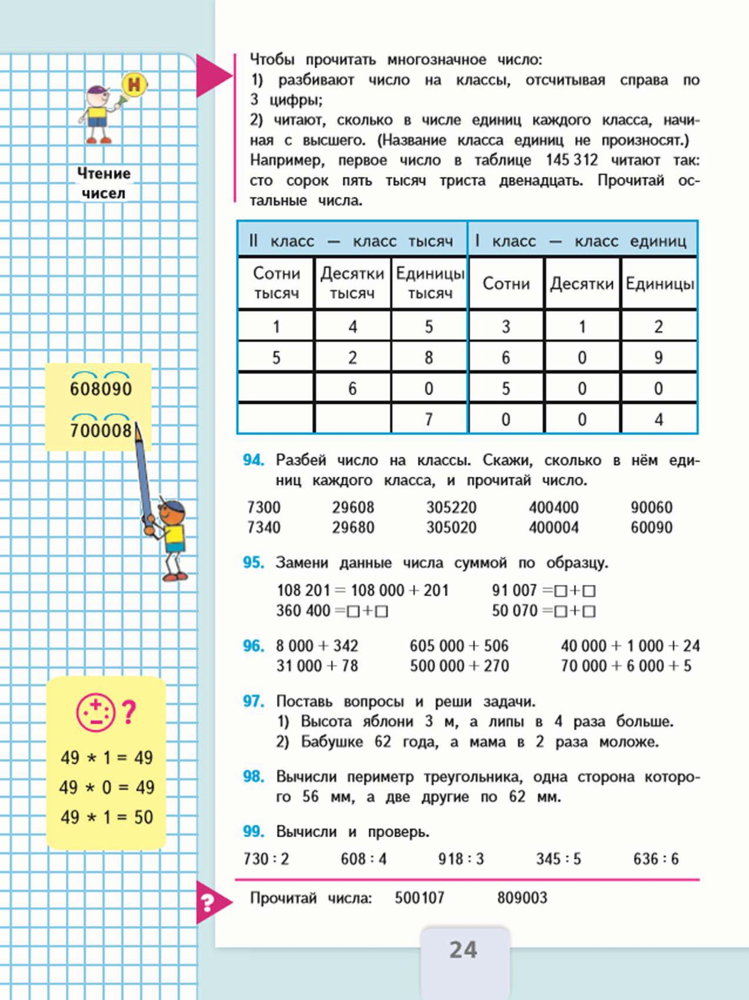 Н
Чтение
чисел
Чтобы прочитать многозначное число:
1) разбивают число на классы, отсчитывая справа по
3 цифры;
2) читают, сколько в числе единиц каждого класса, начи-
ная с высшего. (Название класса единиц не произносят.)
Например, первое число в таблице 145 312 читают так:
сто сорок пять тысяч триста двенадцать. Прочитай ос-
тальные числа.
II класс — класс тысяч I класс — класс единиц
Сотни тысяч Десятки тысяч Единицы тысяч Сотни Десятки Единицы
1 4 5 3 1 2
5 2 8 6 0 9
6 0 5 0 0
7 0 0 4
608090
700008
94. Разбей число на классы. Скажи, сколько в нём еди-
ниц каждого класса, и прочитай число.
7300 29608 305220 400400 90060
7340 29680 305020 400004 60090
95. Замени данные числа суммой по образцу.
108 201 = 108 000 + 201 91 007 =□+□
360 400 =□+□ 50 070 =□+□
96. 8 000 + 342 605 000 + 506 40 000 + 1 000 + 24
31 000 + 78 500 000 + 270 70 000 + 6 000 + 5
+ − : ?
49 * 1 = 49
49 * 0 = 49
49 * 1 = 50
97. Поставь вопросы и реши задачи.
1) Высота яблони 3 м, а липы в 4 раза больше.
2) Бабушке 62 года, а мама в 2 раза моложе.
98. Вычисли периметр треугольника, одна сторона которо-
го 56 мм, а две другие по 62 мм.
99. Вычисли и проверь.
730 : 2 608 : 4 918 : 3 345 : 5 636 : 6
? Прочитай числа: 500107 809003
24